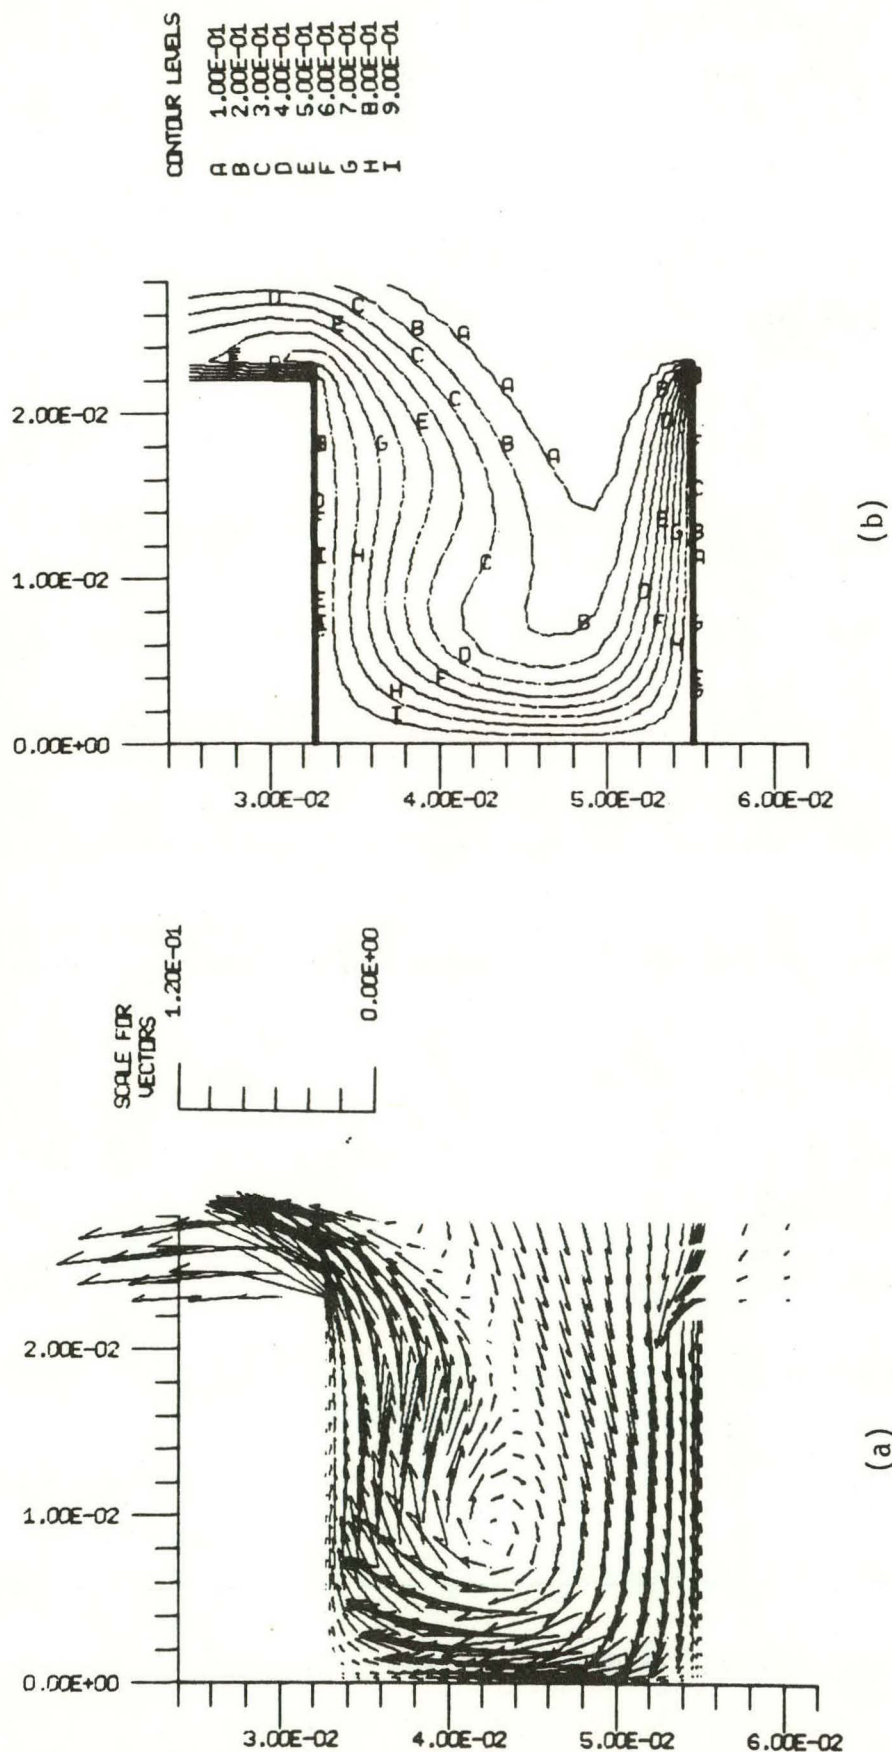 CONTOUR LEVELS
A 1.00E-01
B 2.00E-01
C 3.00E-01
D 4.00E-01
E 5.00E-01
F 6.00E-01
G 7.00E-01
H 8.00E-01
I 9.00E-01
2.00E-02
1.00E-02
0.00E+00
3.00E-02
4.00E-02
5.00E-02
6.00E-02
D
C
E
B
A
C
A
C
E
B
G
A
H
C
D
F
H
I
B
D
E
G
D
F
H
B
F
C
B
A
G
(b)
SCALE FOR
VECTORS
1.20E-01
0.00E+00
2.00E-02
1.00E-02
0.00E+00
3.00E-02
4.00E-02
5.00E-02
6.00E-02
(a)